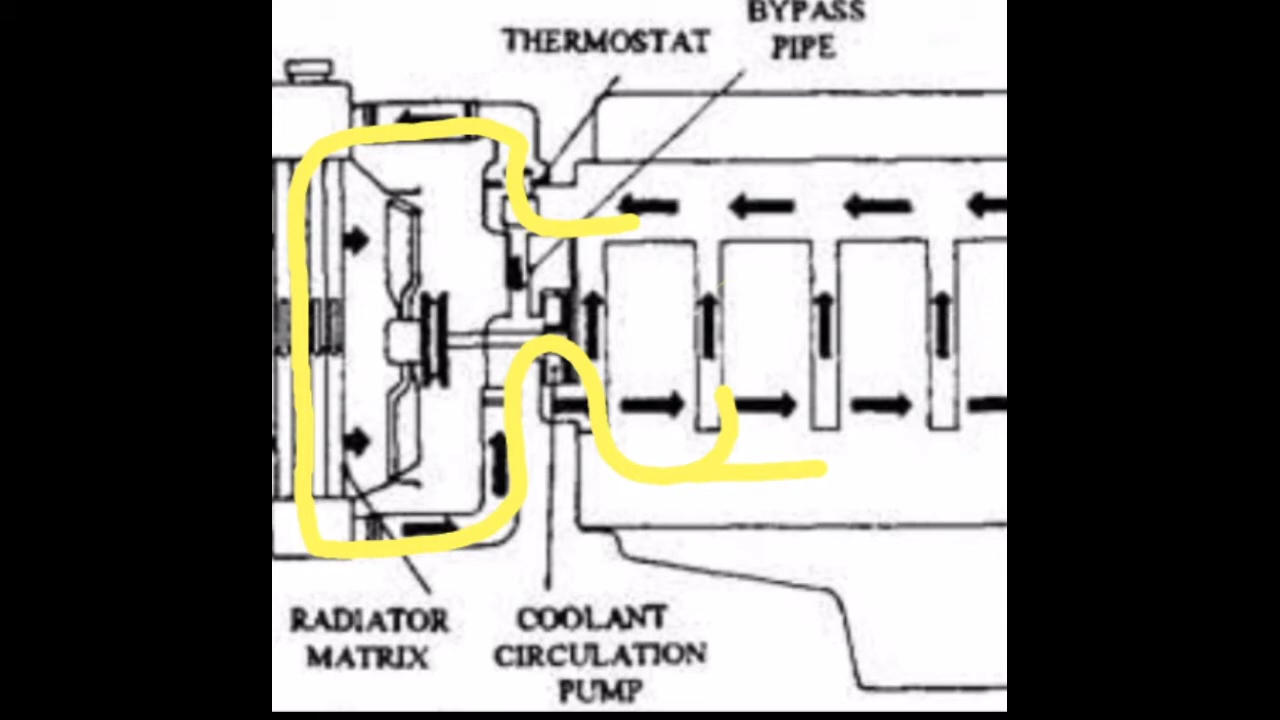 BYPASS
PIPE
THERMOSTAT
RADIATOR
MATRIX
COOLANT
CIRCULATION
PUMP